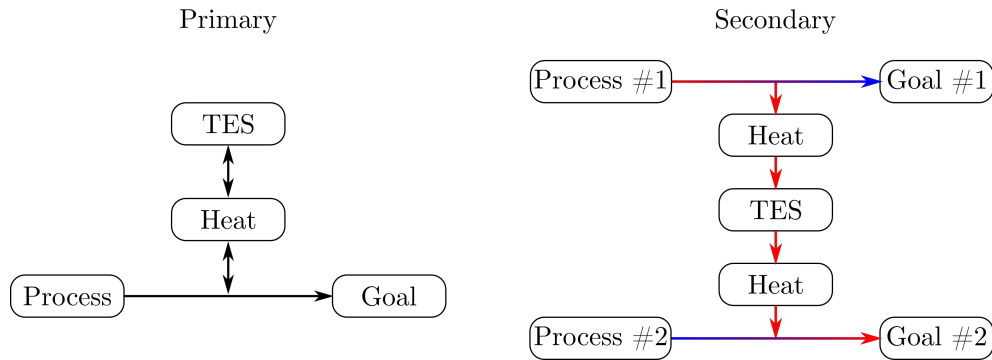 Primary
Secondary
Process #1
Goal #1
TES
Heat
Heat
TES
Process
Goal
Heat
Process #2
Goal #2